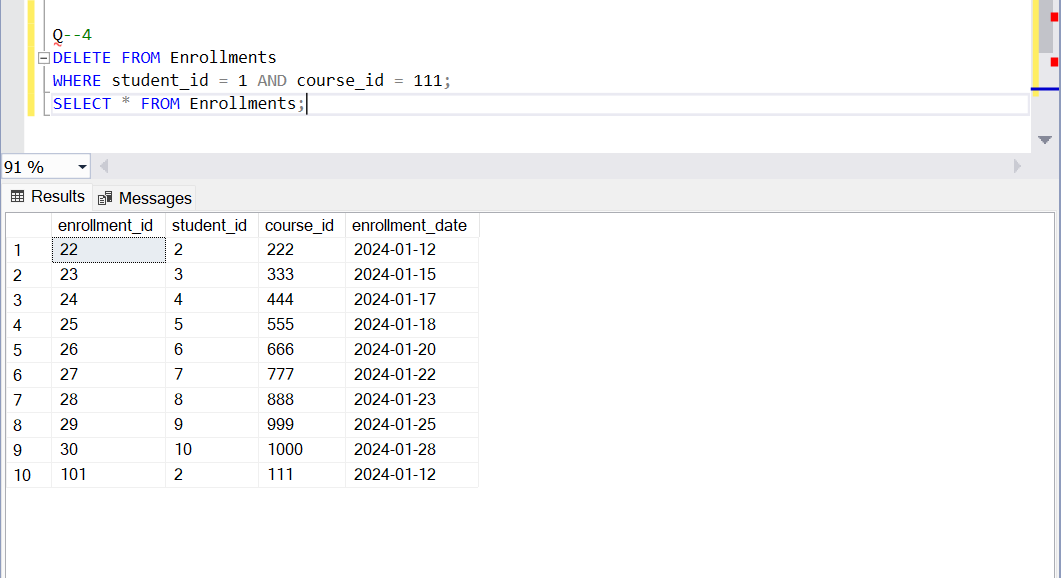 Q--4
DELETE FROM Enrollments
WHERE student_id = 1 AND course_id = 111;
SELECT * FROM Enrollments;
91 %
Results Messages
enrollment_id student_id course_id enrollment_date
1 22 2 222 2024-01-12
2 23 3 333 2024-01-15
3 24 4 444 2024-01-17
4 25 5 555 2024-01-18
5 26 6 666 2024-01-20
6 27 7 777 2024-01-22
7 28 8 888 2024-01-23
8 29 9 999 2024-01-25
9 30 10 1000 2024-01-28
10 101 2 111 2024-01-12